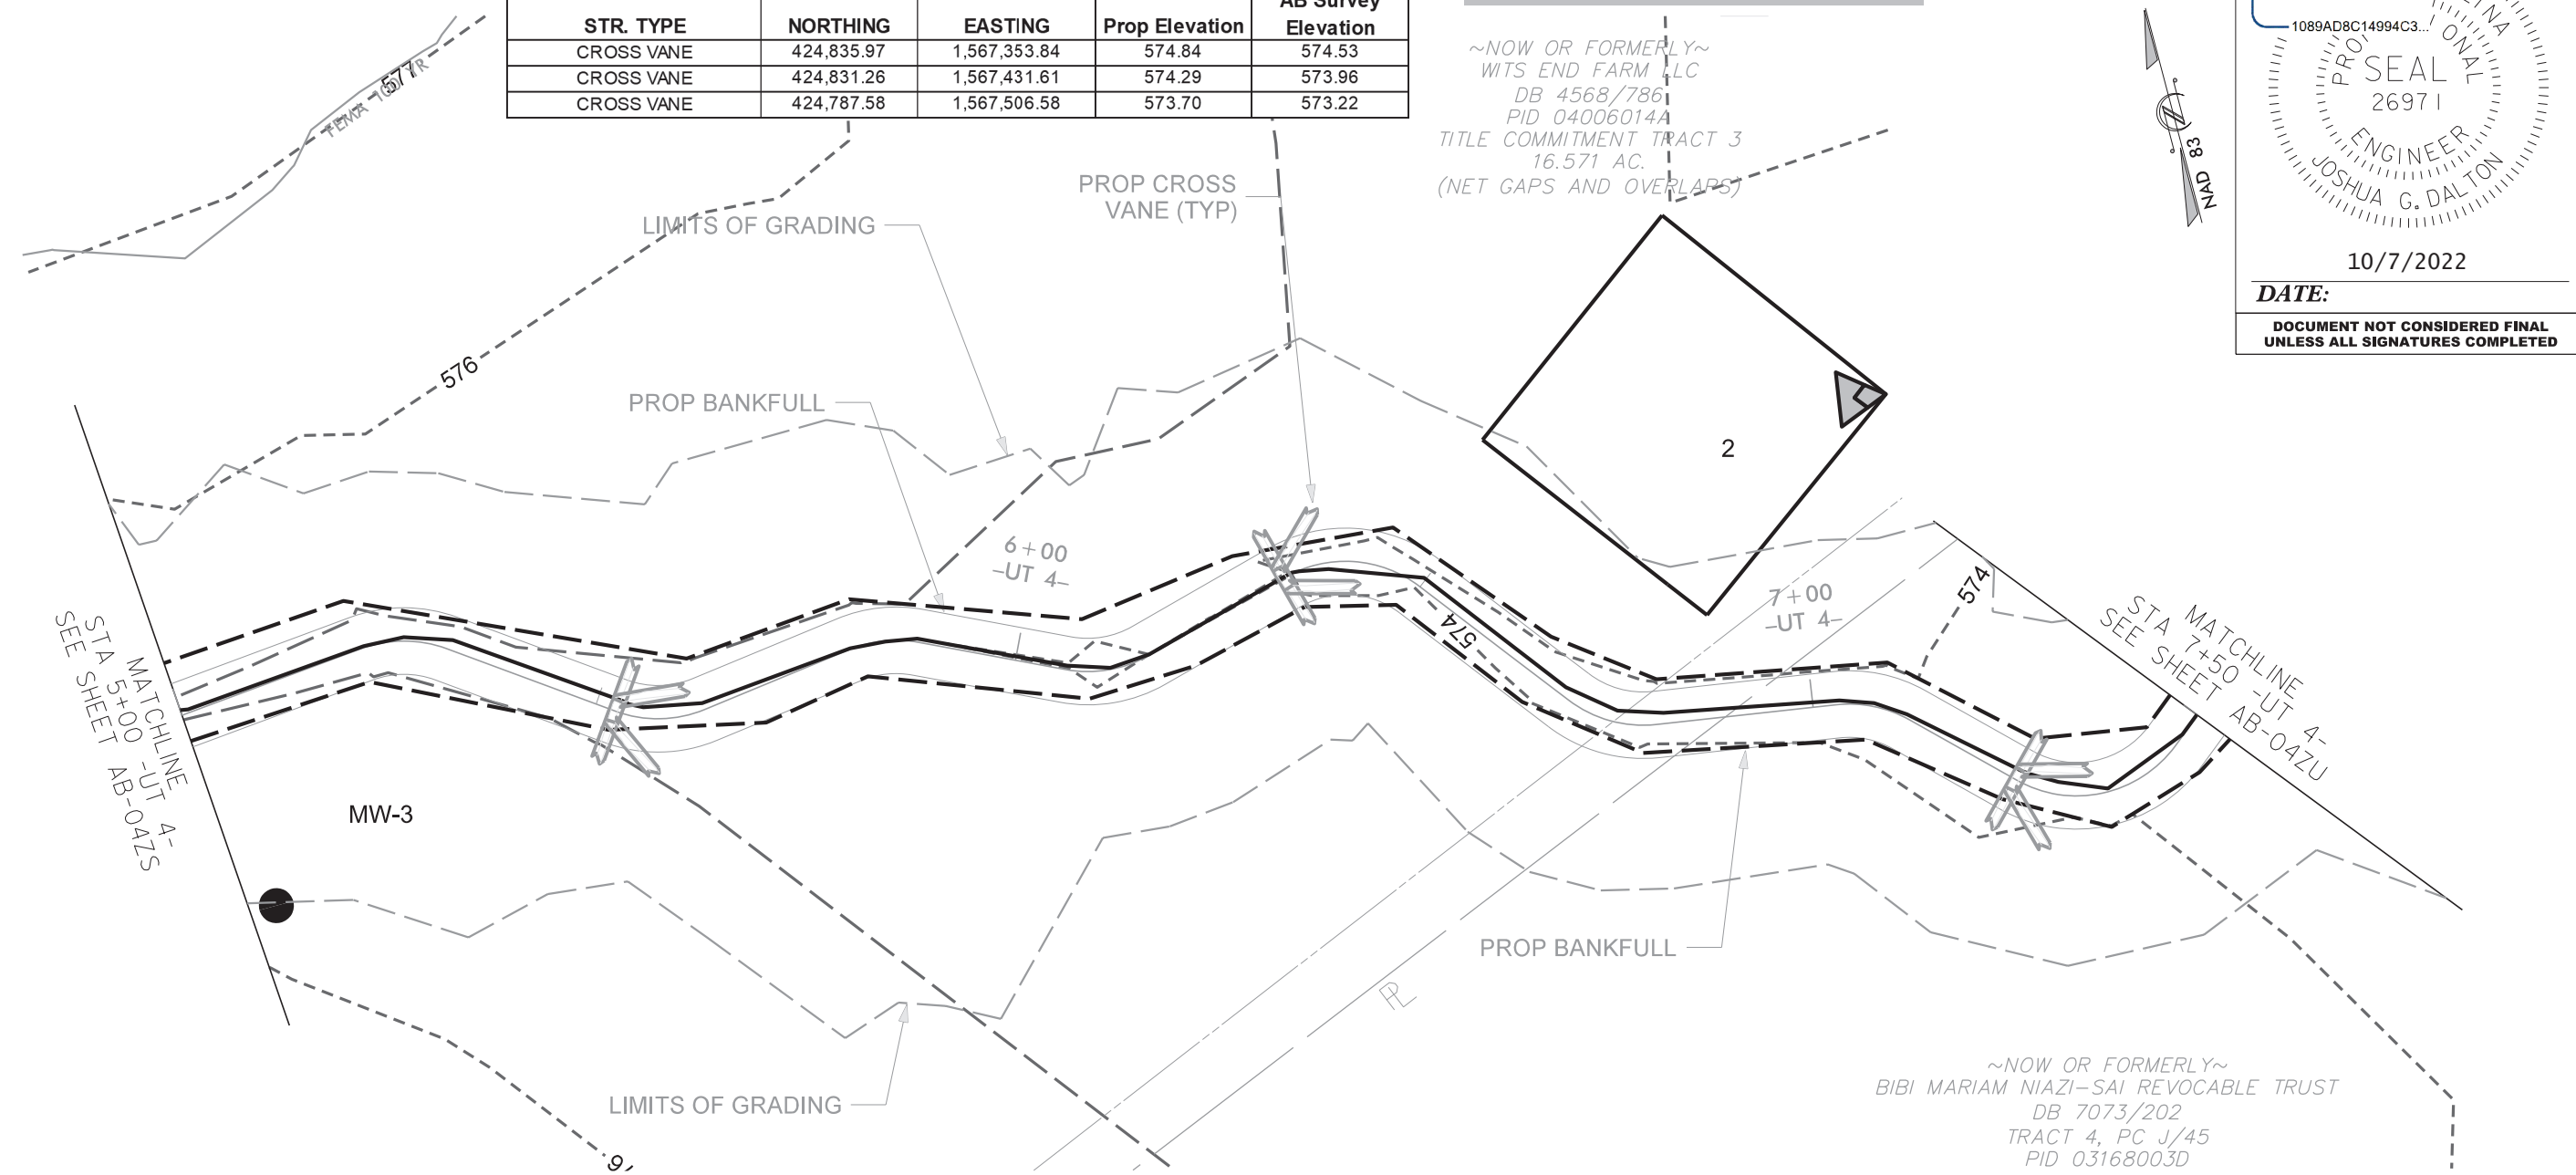 AB Survey
STR. TYPE NORTHING EASTING Prop Elevation Elevation
CROSS VANE 424,835.97 1,567,353.84 574.84 574.53
CROSS VANE 424,831.26 1,567,431.61 574.29 573.96
CROSS VANE 424,787.58 1,567,506.58 573.70 573.22
577
100 YR
~NOW OR FORMERLY~
WITS END FARM LLC
DB 4568/786
PID 04006014A
TITLE COMMITMENT TRACT 3
16.571 AC.
(NET GAPS AND OVERLAPS)
NAD 83
1089AD8C14994C3...
SEAL
26971
ENGINEER
JOSHUA G. DALTON
10/7/2022
DATE:
DOCUMENT NOT CONSIDERED FINAL
UNLESS ALL SIGNATURES COMPLETED
PROP CROSS
VANE (TYP)
LIMITS OF GRADING
576
PROP BANKFULL
2
6+00
-UT 4-
574
7+00
-UT 4-
574
MATCHLINE
STA 5+00 -UT 4-
SEE SHEET AB-04ZS
MATCHLINE
STA 7+50 -UT 4-
SEE SHEET AB-04ZU
MW-3
PROP BANKFULL
PL
LIMITS OF GRADING
~NOW OR FORMERLY~
BIBI MARIAM NIAZI-SAI REVOCABLE TRUST
DB 7073/202
TRACT 4, PC J/45
PID 03168003D